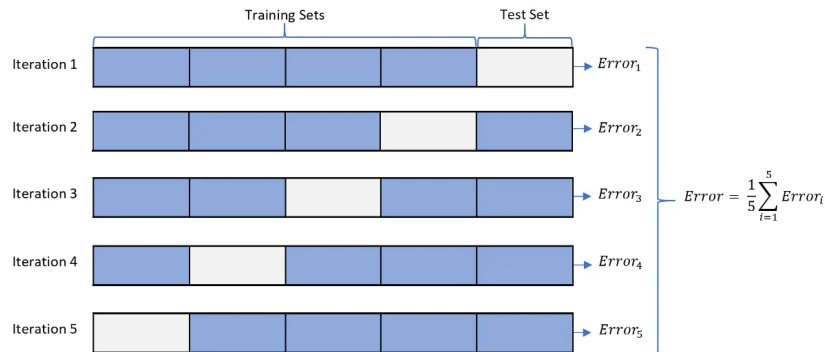 Training Sets Test Set
Iteration 1 Error₁
Iteration 2 Error₂
Iteration 3 Error₃
Error = 1/5 ∑_{i=1}^{5} Error_i
Iteration 4 Error₄
Iteration 5 Error₅